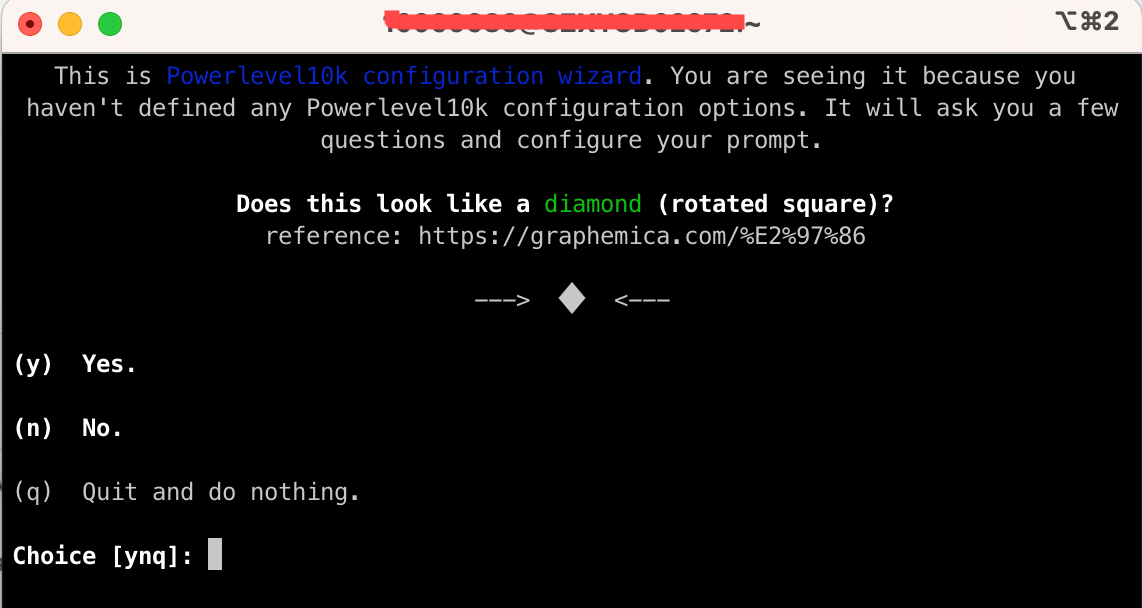 ~ ⌥⌘2
This is Powerlevel10k configuration wizard. You are seeing it because you
haven't defined any Powerlevel10k configuration options. It will ask you a few
questions and configure your prompt.
Does this look like a diamond (rotated square)?
reference: https://graphemica.com/%E2%97%86
---> ◆ <---
(y) Yes.
(n) No.
(q) Quit and do nothing.
Choice [ynq]: